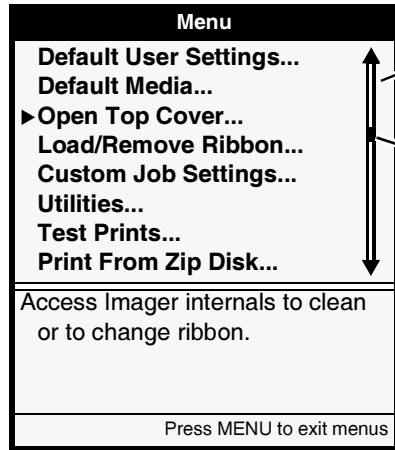 Menu
Default User Settings...
Default Media...
Open Top Cover...
Load/Remove Ribbon...
Custom Job Settings...
Utilities...
Test Prints...
Print From Zip Disk...
Access Imager internals to clean
or to change ribbon.
Press MENU to exit menus